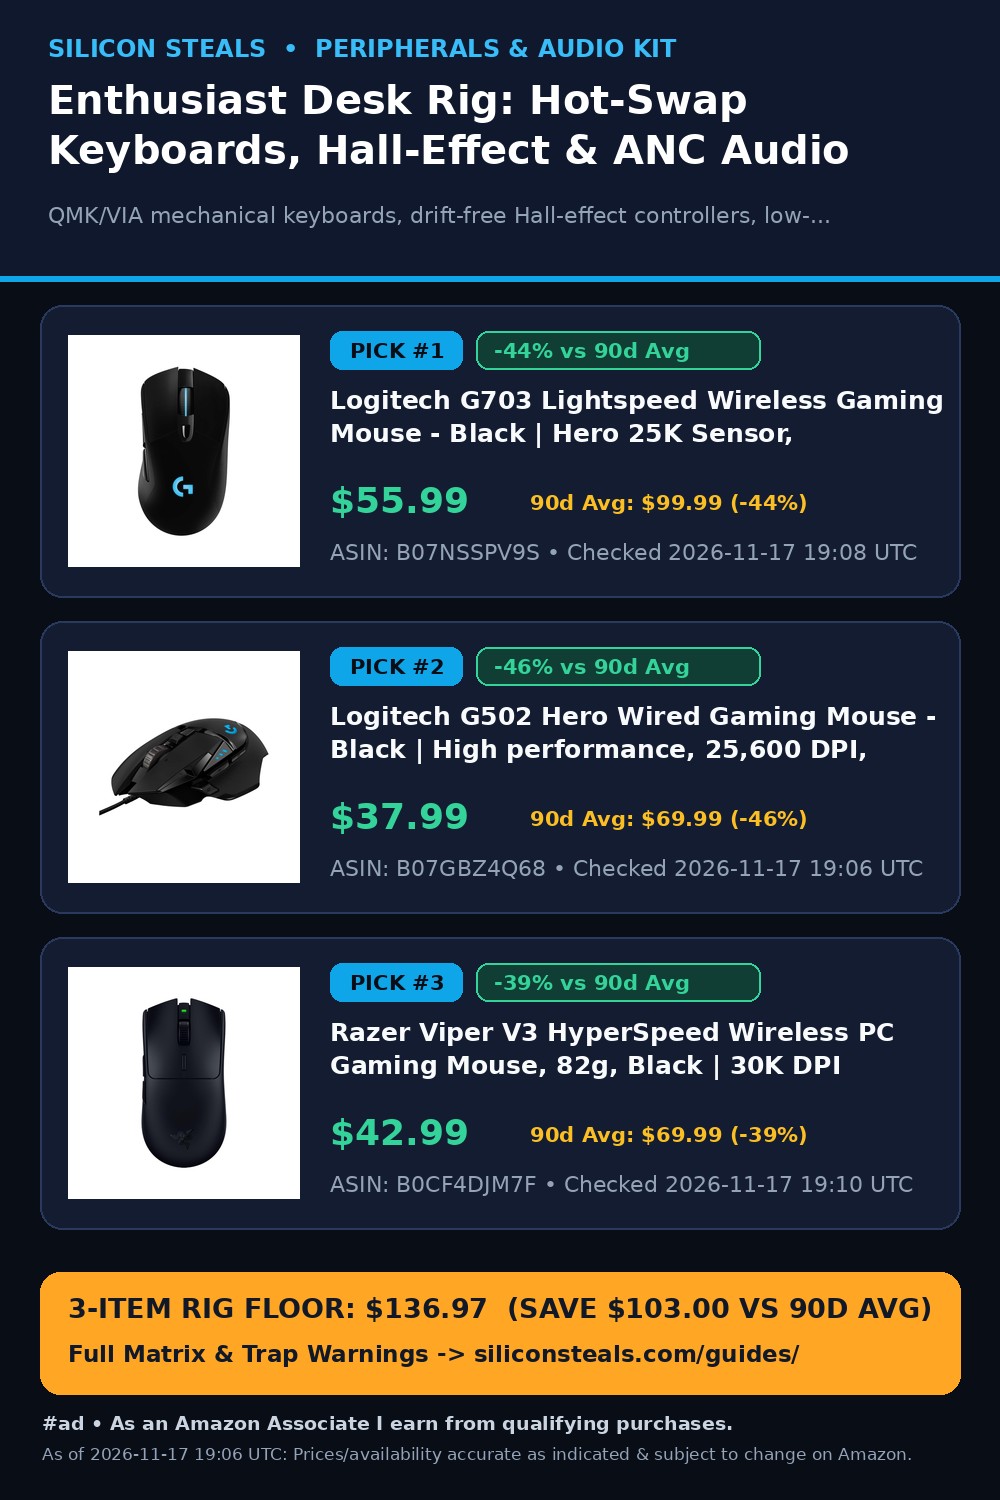 SILICON STEALS • PERIPHERALS & AUDIO KIT
Enthusiast Desk Rig: Hot-Swap
Keyboards, Hall-Effect & ANC Audio
QMK/VIA mechanical keyboards, drift-free Hall-effect controllers, low-...
PICK #1
-44% vs 90d Avg
Logitech G703 Lightspeed Wireless Gaming
Mouse - Black | Hero 25K Sensor,
$55.99
90d Avg: $99.99 (-44%)
ASIN: B07NSSPV9S • Checked 2026-11-17 19:08 UTC
PICK #2
-46% vs 90d Avg
Logitech G502 Hero Wired Gaming Mouse -
Black | High performance, 25,600 DPI,
$37.99
90d Avg: $69.99 (-46%)
ASIN: B07GBZ4Q68 • Checked 2026-11-17 19:06 UTC
PICK #3
-39% vs 90d Avg
Razer Viper V3 HyperSpeed Wireless PC
Gaming Mouse, 82g, Black | 30K DPI
$42.99
90d Avg: $69.99 (-39%)
ASIN: B0CF4DJM7F • Checked 2026-11-17 19:10 UTC
3-ITEM RIG FLOOR: $136.97 (SAVE $103.00 VS 90D AVG)
Full Matrix & Trap Warnings -> siliconsteals.com/guides/
#ad • As an Amazon Associate I earn from qualifying purchases.
As of 2026-11-17 19:06 UTC: Prices/availability accurate as indicated & subject to change on Amazon.